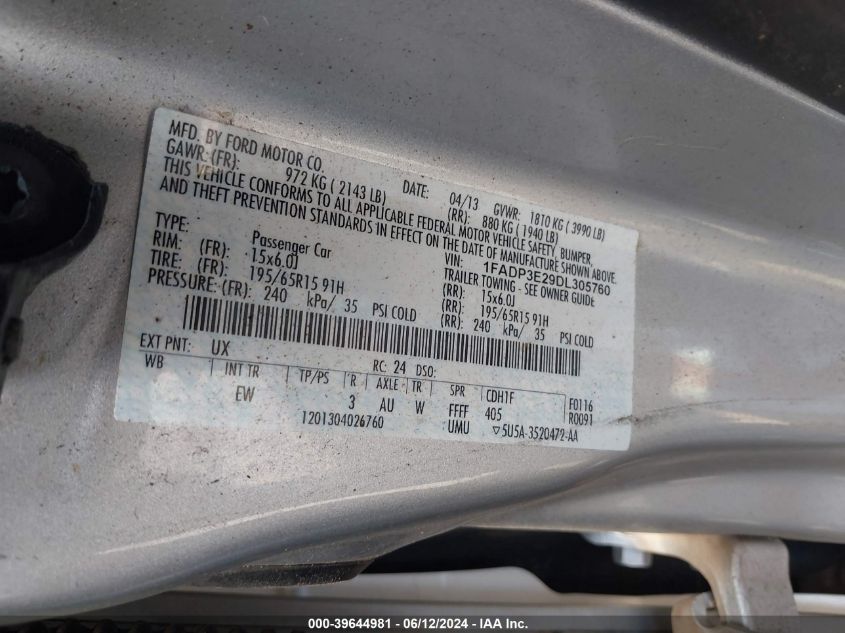 MFD. BY FORD MOTOR CO. DATE: 04/13 GVWR: 1810 KG ( 3990 LB)
GAWR: (FR): 972 KG ( 2143 LB) (RR): 880 KG ( 1940 LB)
THIS VEHICLE CONFORMS TO ALL APPLICABLE FEDERAL MOTOR VEHICLE SAFETY, BUMPER,
AND THEFT PREVENTION STANDARDS IN EFFECT ON THE DATE OF MANUFACTURE SHOWN ABOVE.
VIN: 1FADP3E29DL305760
TYPE: Passenger Car TRAILER TOWING - SEE OWNER GUIDE
RIM: (FR): 15x6.0J (RR): 15x6.0J
TIRE: (FR): 195/65R15 91H (RR): 195/65R15 91H
PRESSURE: (FR): 240 kPa/ 35 PSI COLD (RR): 240 kPa/ 35 PSI COLD
EXT PNT: UX RC: 24 DSO:
WB INT TR TP/PS R AXLE TR SPR CDH1F F0116
EW 3 AU W FFFF 405 R0091
1201304026760 UMU ▽5U5A-3520472-AA
000-39644981 - 06/12/2024 - IAA Inc.